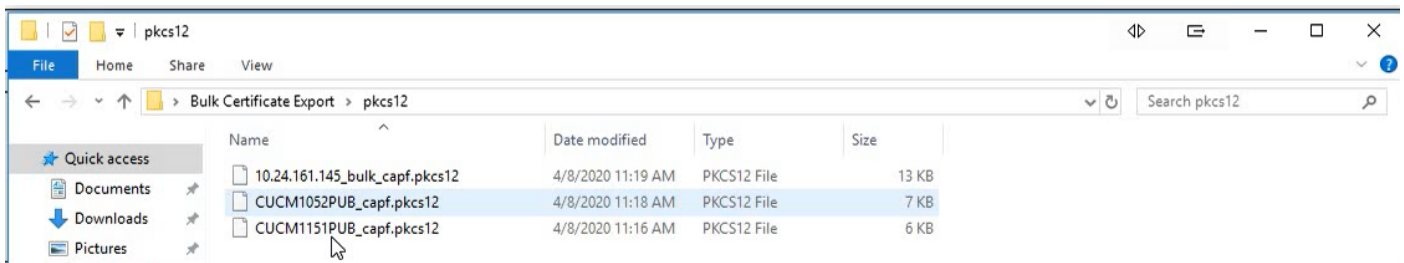 pkcs12
File Home Share View
Bulk Certificate Export > pkcs12 Search pkcs12
Name Date modified Type Size
Quick access
10.24.161.145_bulk_capf.pkcs12 4/8/2020 11:19 AM PKCS12 File 13 KB
Documents
CUCM1052PUB_capf.pkcs12 4/8/2020 11:18 AM PKCS12 File 7 KB
Downloads
CUCM1151PUB_capf.pkcs12 4/8/2020 11:16 AM PKCS12 File 6 KB
Pictures